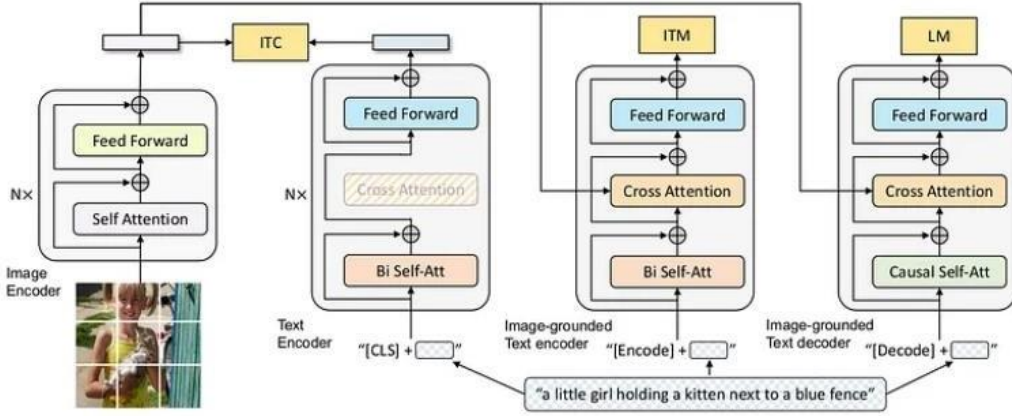 ITC
ITM
LM
Feed Forward
Self Attention
N×
Image
Encoder
Feed Forward
Cross Attention
Bi Self-Att
N×
Text
Encoder
"[CLS] + "
Feed Forward
Cross Attention
Bi Self-Att
Image-grounded
Text encoder
"[Encode] + "
Feed Forward
Cross Attention
Causal Self-Att
Image-grounded
Text decoder
"[Decode] + "
"a little girl holding a kitten next to a blue fence"